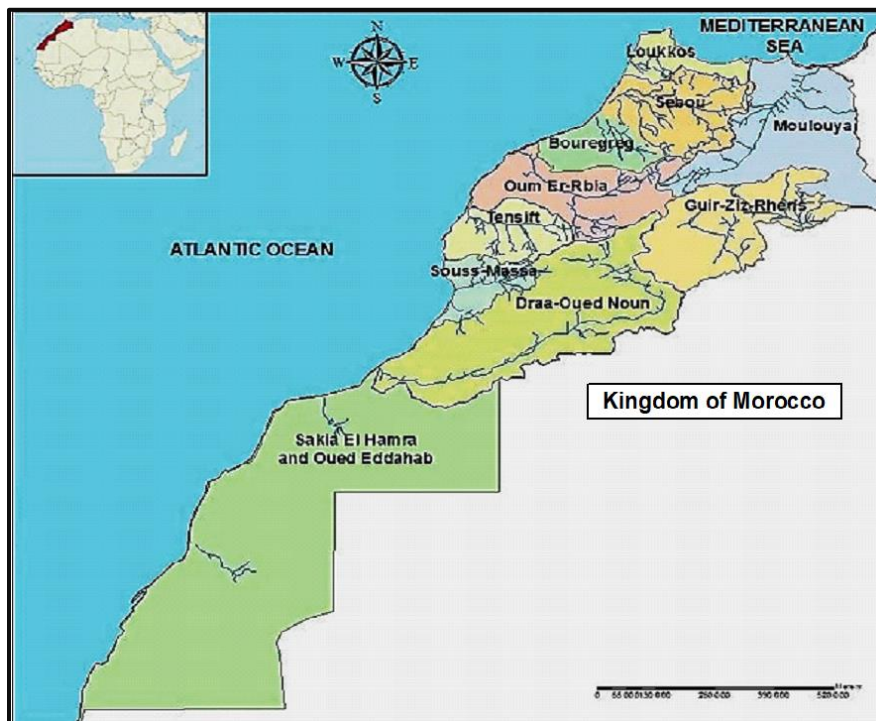 MEDITERRANEAN
SEA
N
W
E
S
Loukkos
Sebou
Moulouya
Bouregreg
Oum Er-Rbia
Guir-Ziz-Rheris
Tensift
ATLANTIC OCEAN
Souss-Massa
Draa-Oued Noun
Kingdom of Morocco
Sakia El Hamra
and Oued Eddahab
0